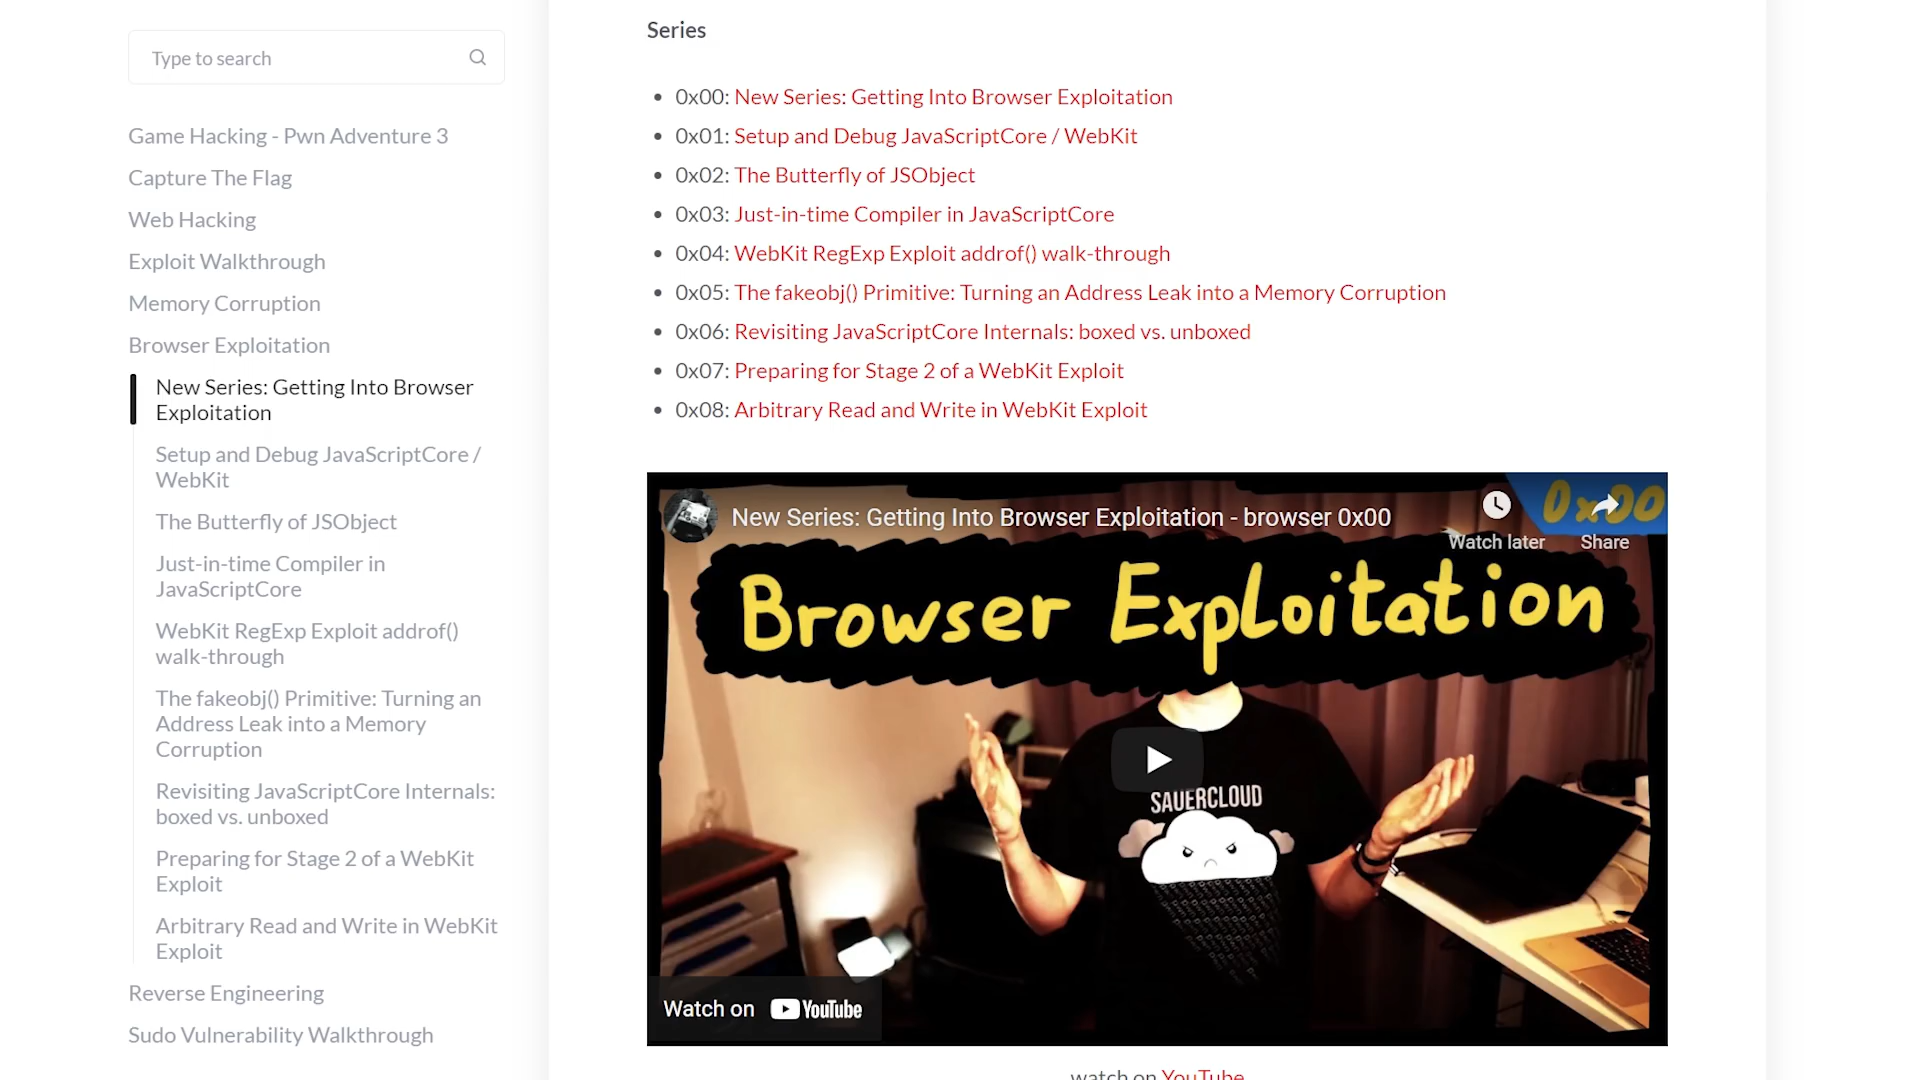 Type to search
Game Hacking - Pwn Adventure 3
Capture The Flag
Web Hacking
Exploit Walkthrough
Memory Corruption
Browser Exploitation
New Series: Getting Into Browser
Exploitation
Setup and Debug JavaScriptCore /
WebKit
The Butterfly of JSObject
Just-in-time Compiler in
JavaScriptCore
WebKit RegExp Exploit addrof()
walk-through
The fakeobj() Primitive: Turning an
Address Leak into a Memory
Corruption
Revisiting JavaScriptCore Internals:
boxed vs. unboxed
Preparing for Stage 2 of a WebKit
Exploit
Arbitrary Read and Write in WebKit
Exploit
Reverse Engineering
Sudo Vulnerability Walkthrough
Series
0x00: New Series: Getting Into Browser Exploitation
0x01: Setup and Debug JavaScriptCore / WebKit
0x02: The Butterfly of JSObject
0x03: Just-in-time Compiler in JavaScriptCore
0x04: WebKit RegExp Exploit addrof() walk-through
0x05: The fakeobj() Primitive: Turning an Address Leak into a Memory Corruption
0x06: Revisiting JavaScriptCore Internals: boxed vs. unboxed
0x07: Preparing for Stage 2 of a WebKit Exploit
0x08: Arbitrary Read and Write in WebKit Exploit
New Series: Getting Into Browser Exploitation - browser 0x00
0x00
Watch later
Share
Browser Exploitation
SAUERCLOUD
Watch on YouTube
watch on YouTube